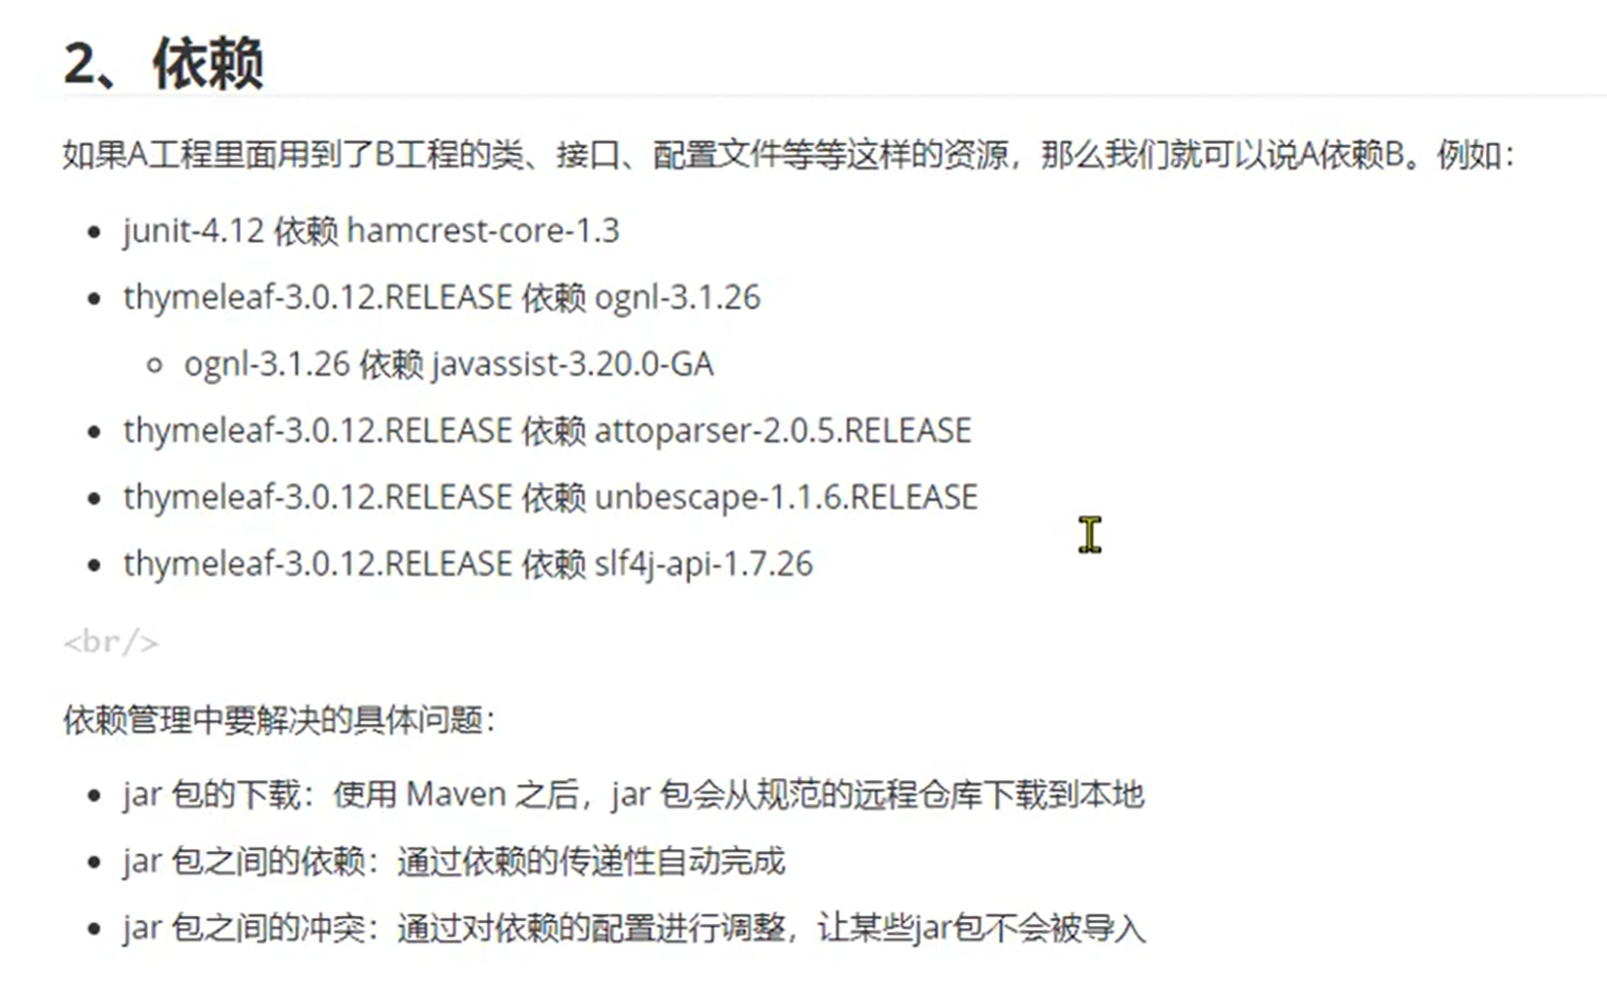 2、依赖
如果A工程里面用到了B工程的类、接口、配置文件等等这样的资源，那么我们就可以说A依赖B。例如：
junit-4.12 依赖 hamcrest-core-1.3
thymeleaf-3.0.12.RELEASE 依赖 ognl-3.1.26
ognl-3.1.26 依赖 javassist-3.20.0-GA
thymeleaf-3.0.12.RELEASE 依赖 attoparser-2.0.5.RELEASE
thymeleaf-3.0.12.RELEASE 依赖 unbescape-1.1.6.RELEASE
thymeleaf-3.0.12.RELEASE 依赖 slf4j-api-1.7.26
<br/>
依赖管理中要解决的具体问题：
jar 包的下载：使用 Maven 之后，jar 包会从规范的远程仓库下载到本地
jar 包之间的依赖：通过依赖的传递性自动完成
jar 包之间的冲突：通过对依赖的配置进行调整，让某些jar包不会被导入